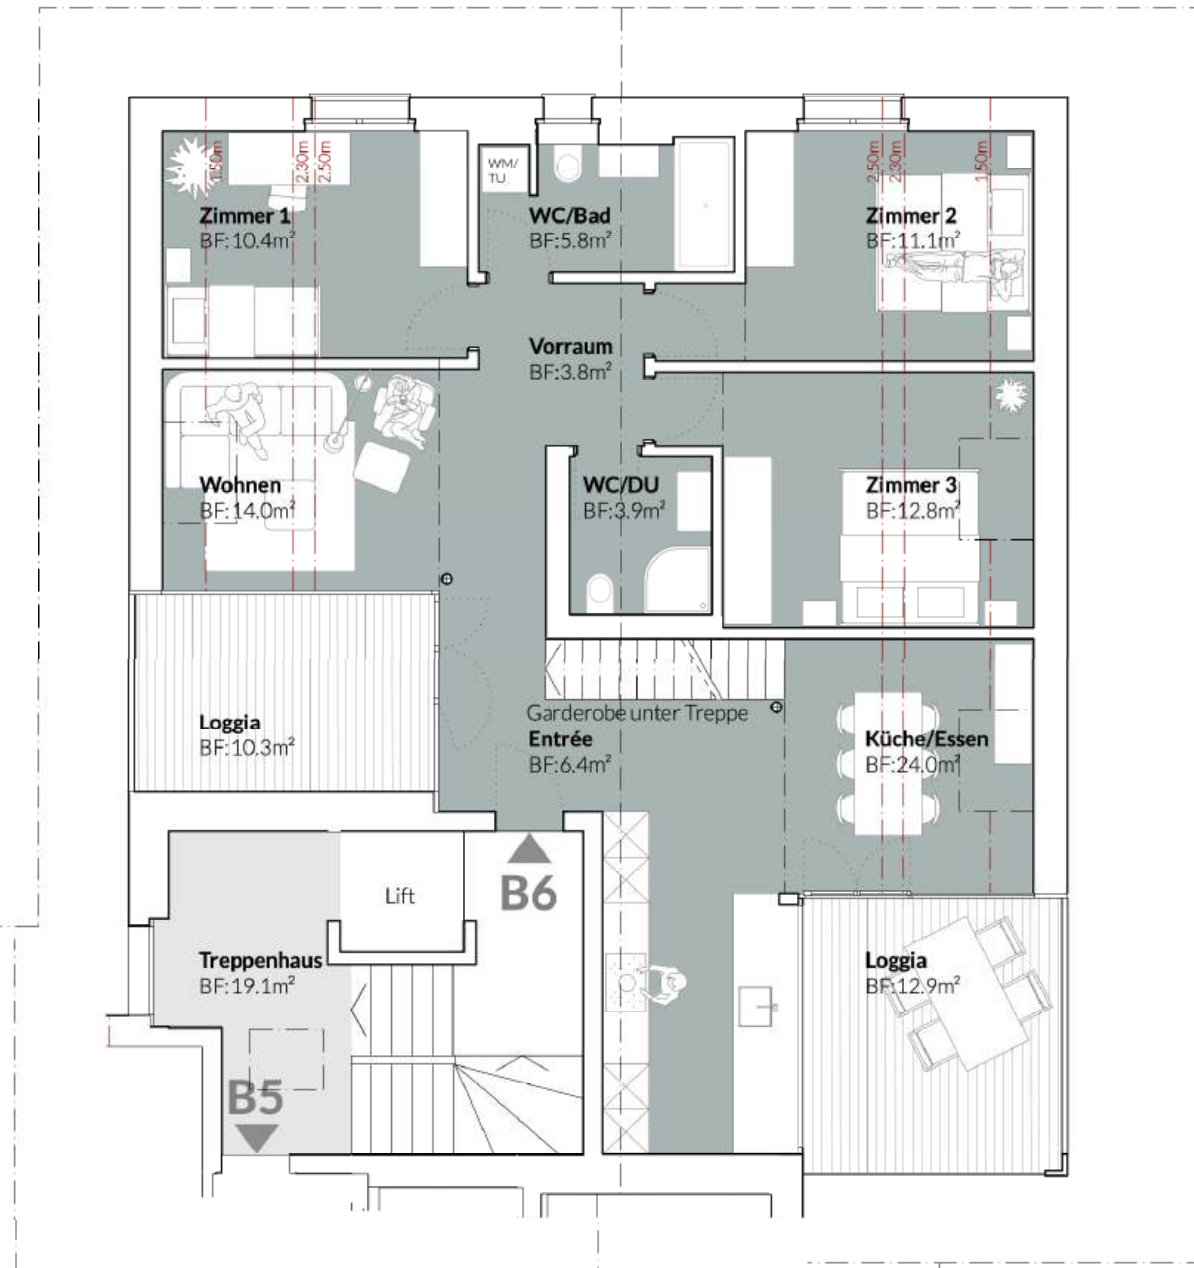 1.50m
2.30m
2.50m
2.50m
2.30m
1.50m
WM/
TU
Zimmer 1
BF:10.4m²
WC/Bad
BF:5.8m²
Zimmer 2
BF:11.1m²
Vorraum
BF:3.8m²
Wohnen
BF:14.0m²
WC/DU
BF:3.9m²
Zimmer 3
BF:12.8m²
Loggia
BF:10.3m²
Garderobe unter Treppe
Entrée
BF:6.4m²
Küche/Essen
BF:24.0m²
Lift
B6
Treppenhaus
BF:19.1m²
Loggia
BF:12.9m²
B5